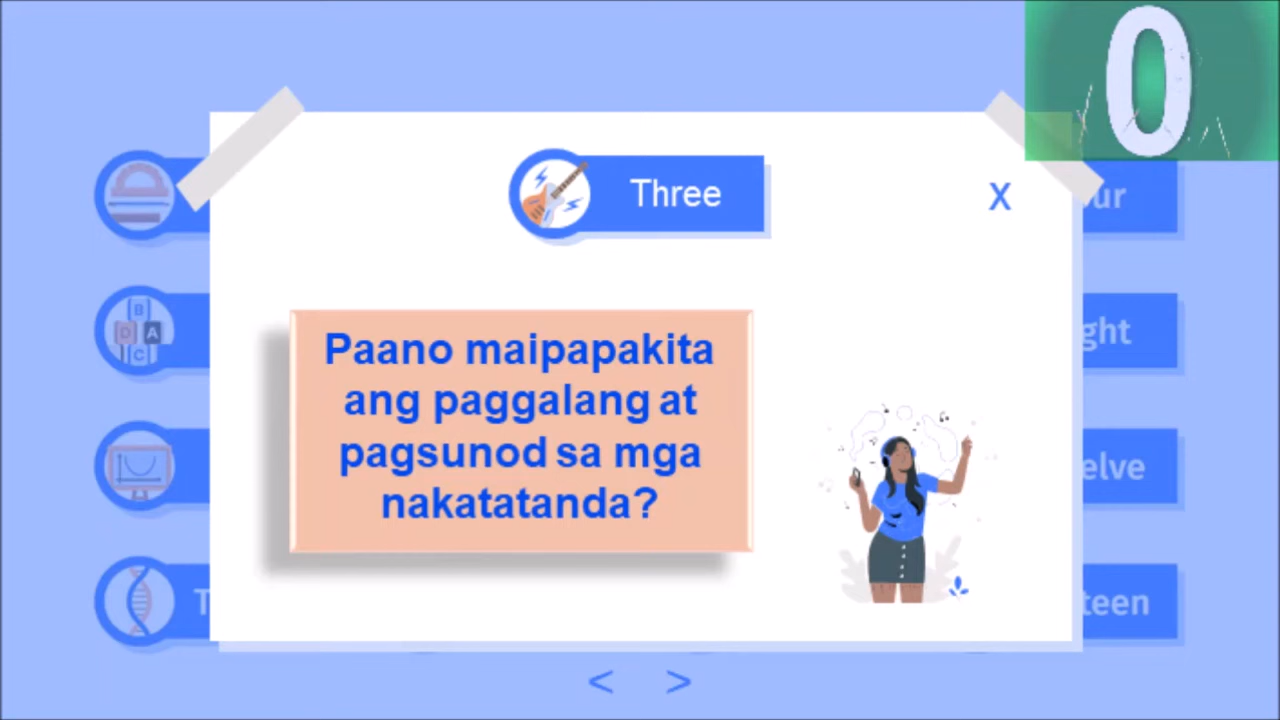 0
Three
X
ur
Paano maipapakita
ang paggalang at
pagsunod sa mga
nakatatanda?
B
D A
C
ght
elve
T
teen
< >